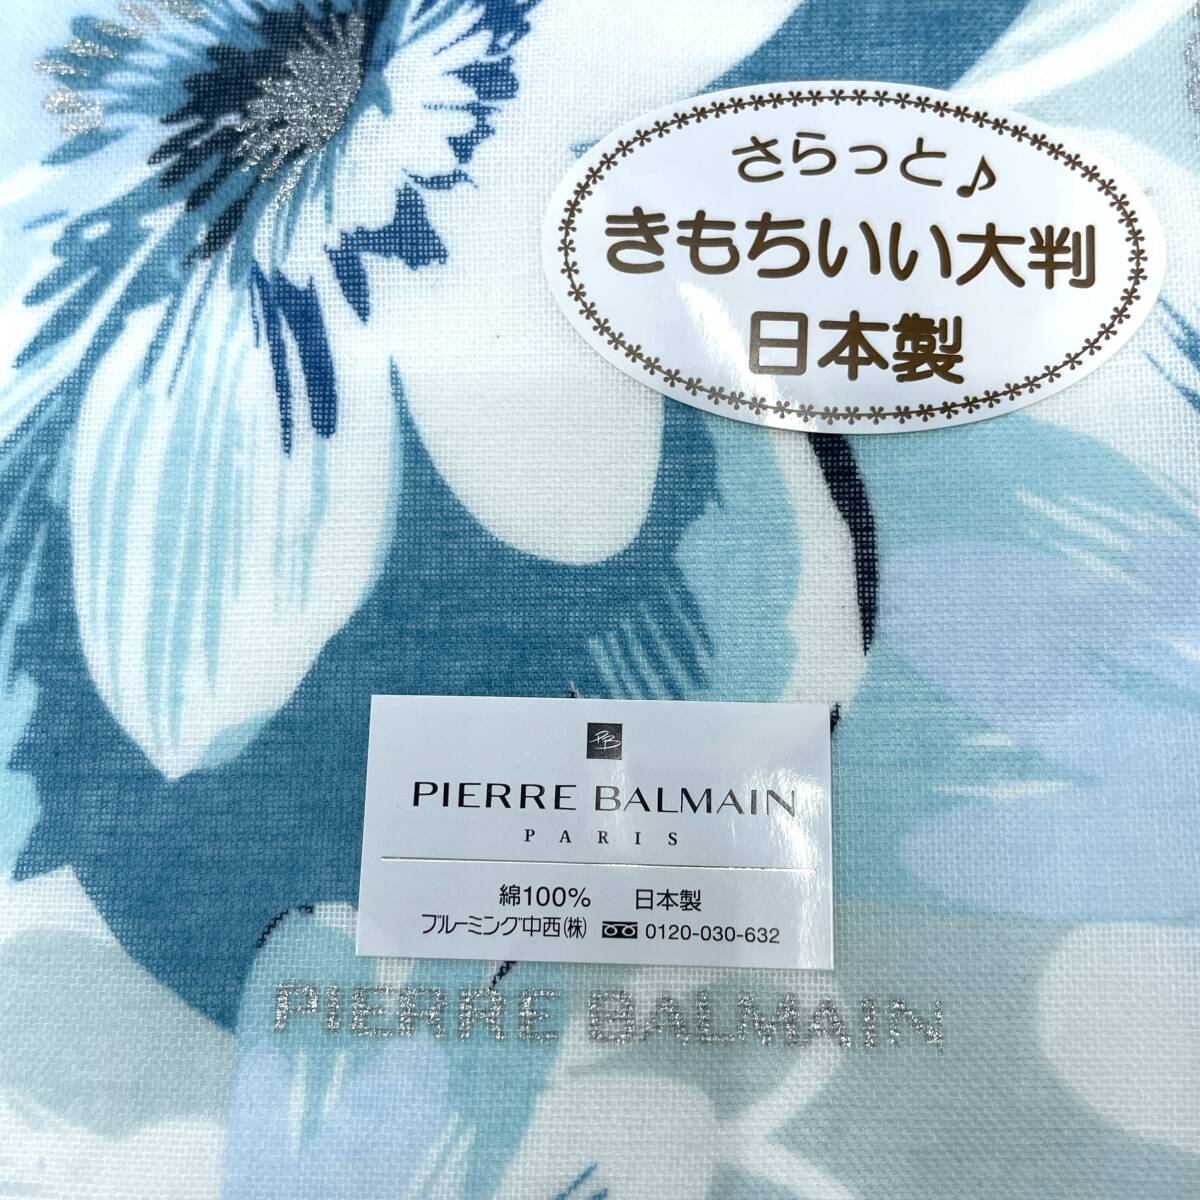 さらっと♪
きもちいい大判
日本製
PB
PIERRE BALMAIN
PARIS
綿100% 日本製
ブルーミング中西(株) 0120-030-632
PIERRE BALMAIN